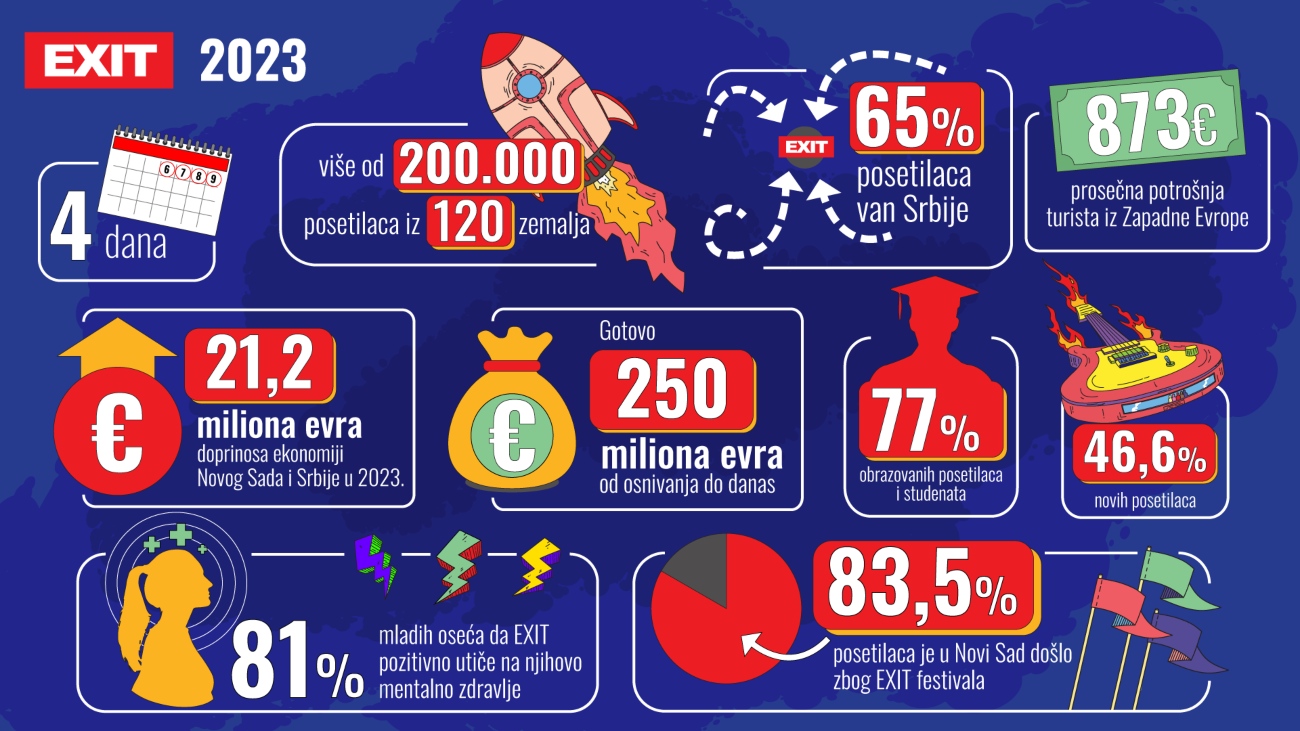 EXIT 2023
6 7 8 9
4 dana
više od 200.000
posetilaca iz 120 zemalja
EXIT
65%
posetilaca
van Srbije
873€
prosečna potrošnja
turista iz Zapadne Evrope
€
21,2
miliona evra
doprinosa ekonomiji
Novog Sada i Srbije u 2023.
€
Gotovo
250
miliona evra
od osnivanja do danas
77%
obrazovanih posetilaca
i studenata
46,6%
novih posetilaca
81%
mladih oseća da EXIT
pozitivno utiče na njihovo
mentalno zdravlje
83,5%
posetilaca je u Novi Sad došlo
zbog EXIT festivala